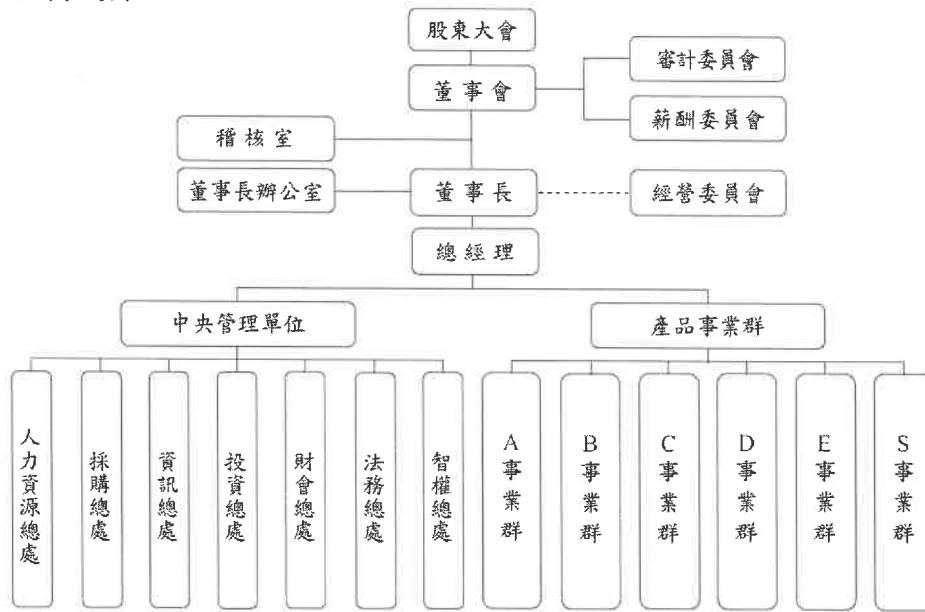 股東大會
審計委員會
董事會
薪酬委員會
稽核室
董事長辦公室
董事長
經營委員會
總經理
中央管理單位
產品事業群
人力資源總處
採購總處
資訊總處
投資總處
財會總處
法務總處
智權總處
A事業群
B事業群
C事業群
D事業群
E事業群
S事業群